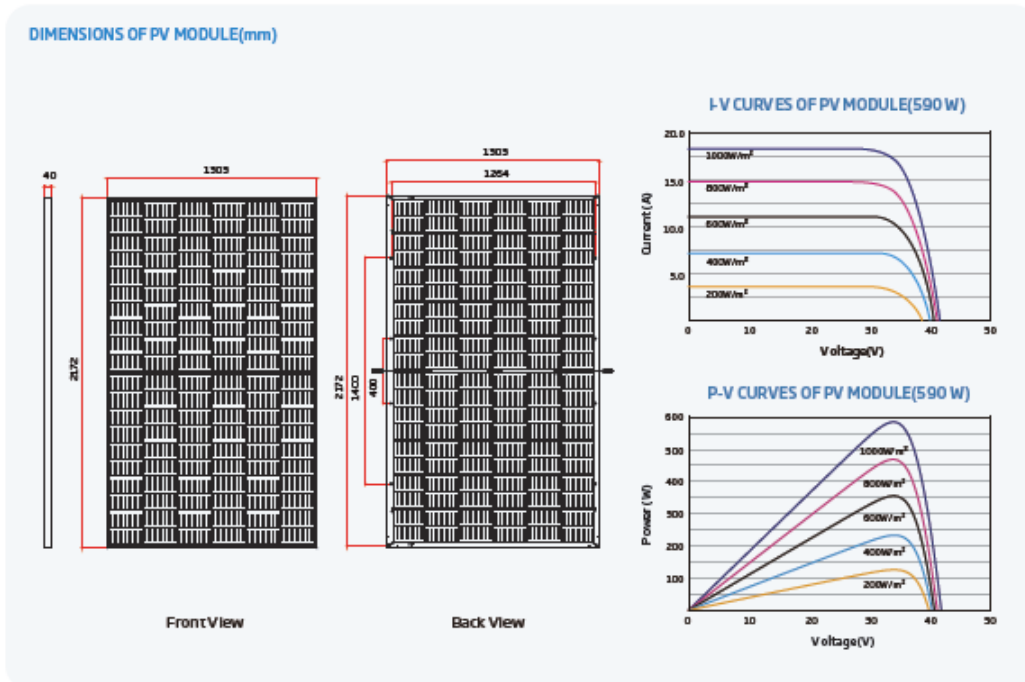 DIMENSIONS OF PV MODULE(mm)
40
1303
2172
Front View
1303
1264
2172
1400
400
Back View
I-V CURVES OF PV MODULE(590 W)
Current (A)
20.0
15.0
10.0
5.0
1000W/m²
800W/m²
600W/m²
400W/m²
200W/m²
0 10 20 30 40 50
Voltage(V)
P-V CURVES OF PV MODULE(590 W)
Power (W)
600
500
400
300
200
100
1000W/m²
800W/m²
600W/m²
400W/m²
200W/m²
0 10 20 30 40 50
Voltage(V)